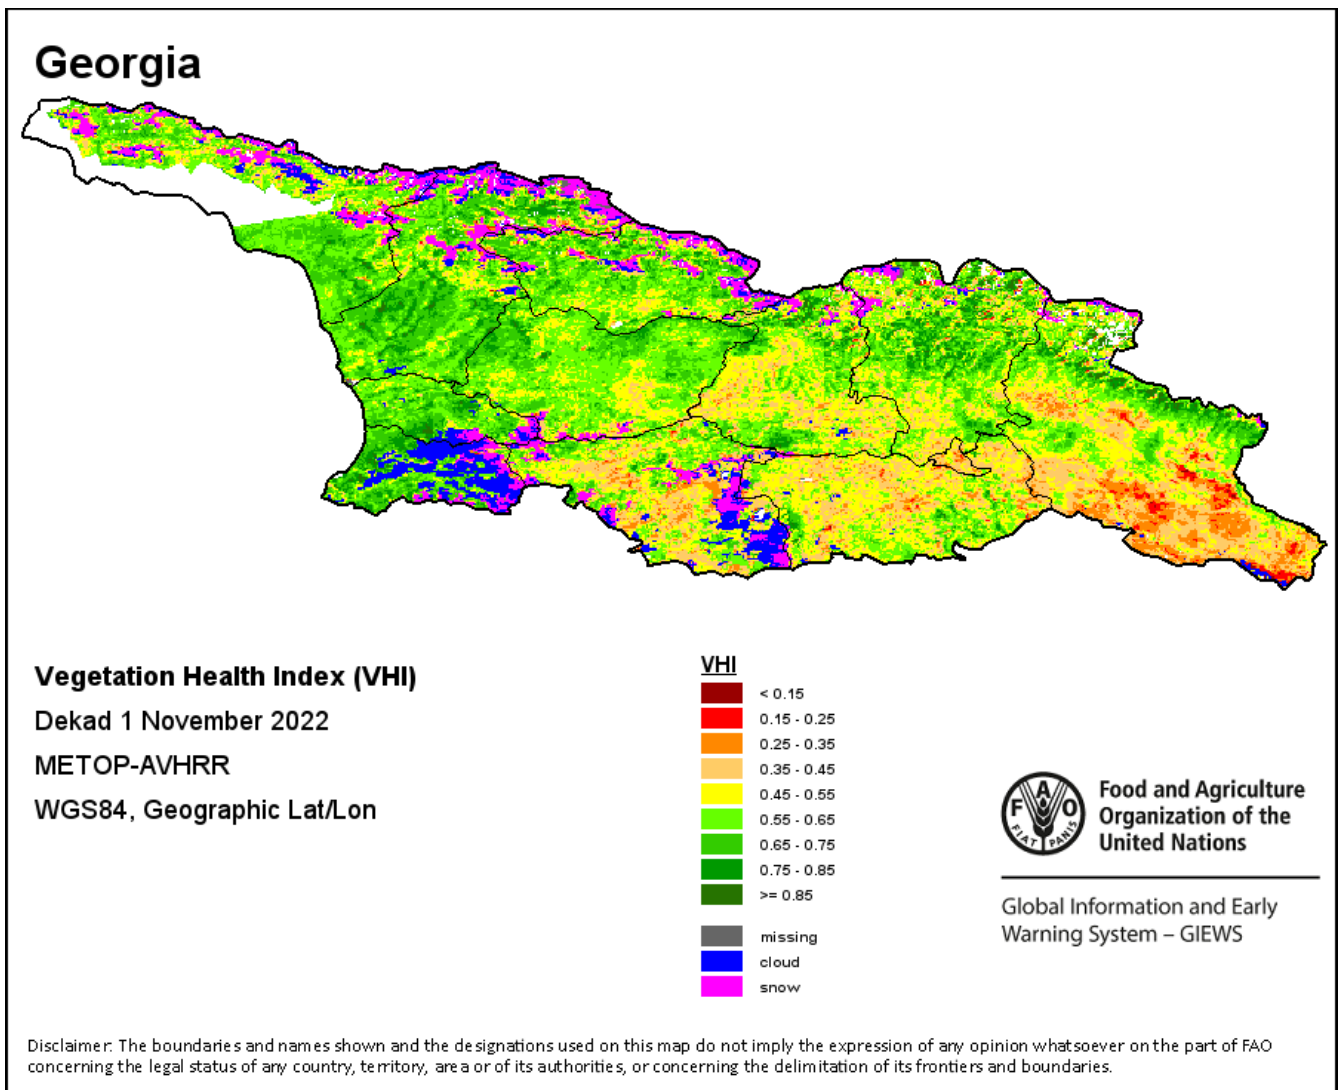 Georgia
Vegetation Health Index (VHI)
Dekad 1 November 2022
METOP-AVHRR
WGS84, Geographic Lat/Lon
VHI
< 0.15
0.15 - 0.25
0.25 - 0.35
0.35 - 0.45
0.45 - 0.55
0.55 - 0.65
0.65 - 0.75
0.75 - 0.85
>= 0.85
missing
cloud
snow
F A O
FIAT PANIS
Food and Agriculture
Organization of the
United Nations
Global Information and Early
Warning System – GIEWS
Disclaimer: The boundaries and names shown and the designations used on this map do not imply the expression of any opinion whatsoever on the part of FAO
concerning the legal status of any country, territory, area or of its authorities, or concerning the delimitation of its frontiers and boundaries.